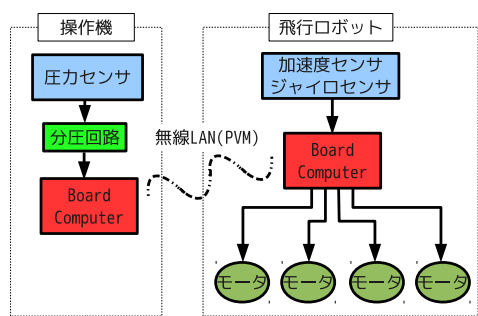 操作機
圧力センサ
分圧回路
Board
Computer
無線LAN(PVM)
飛行ロボット
加速度センサ
ジャイロセンサ
Board
Computer
モータ
モータ
モータ
モータ